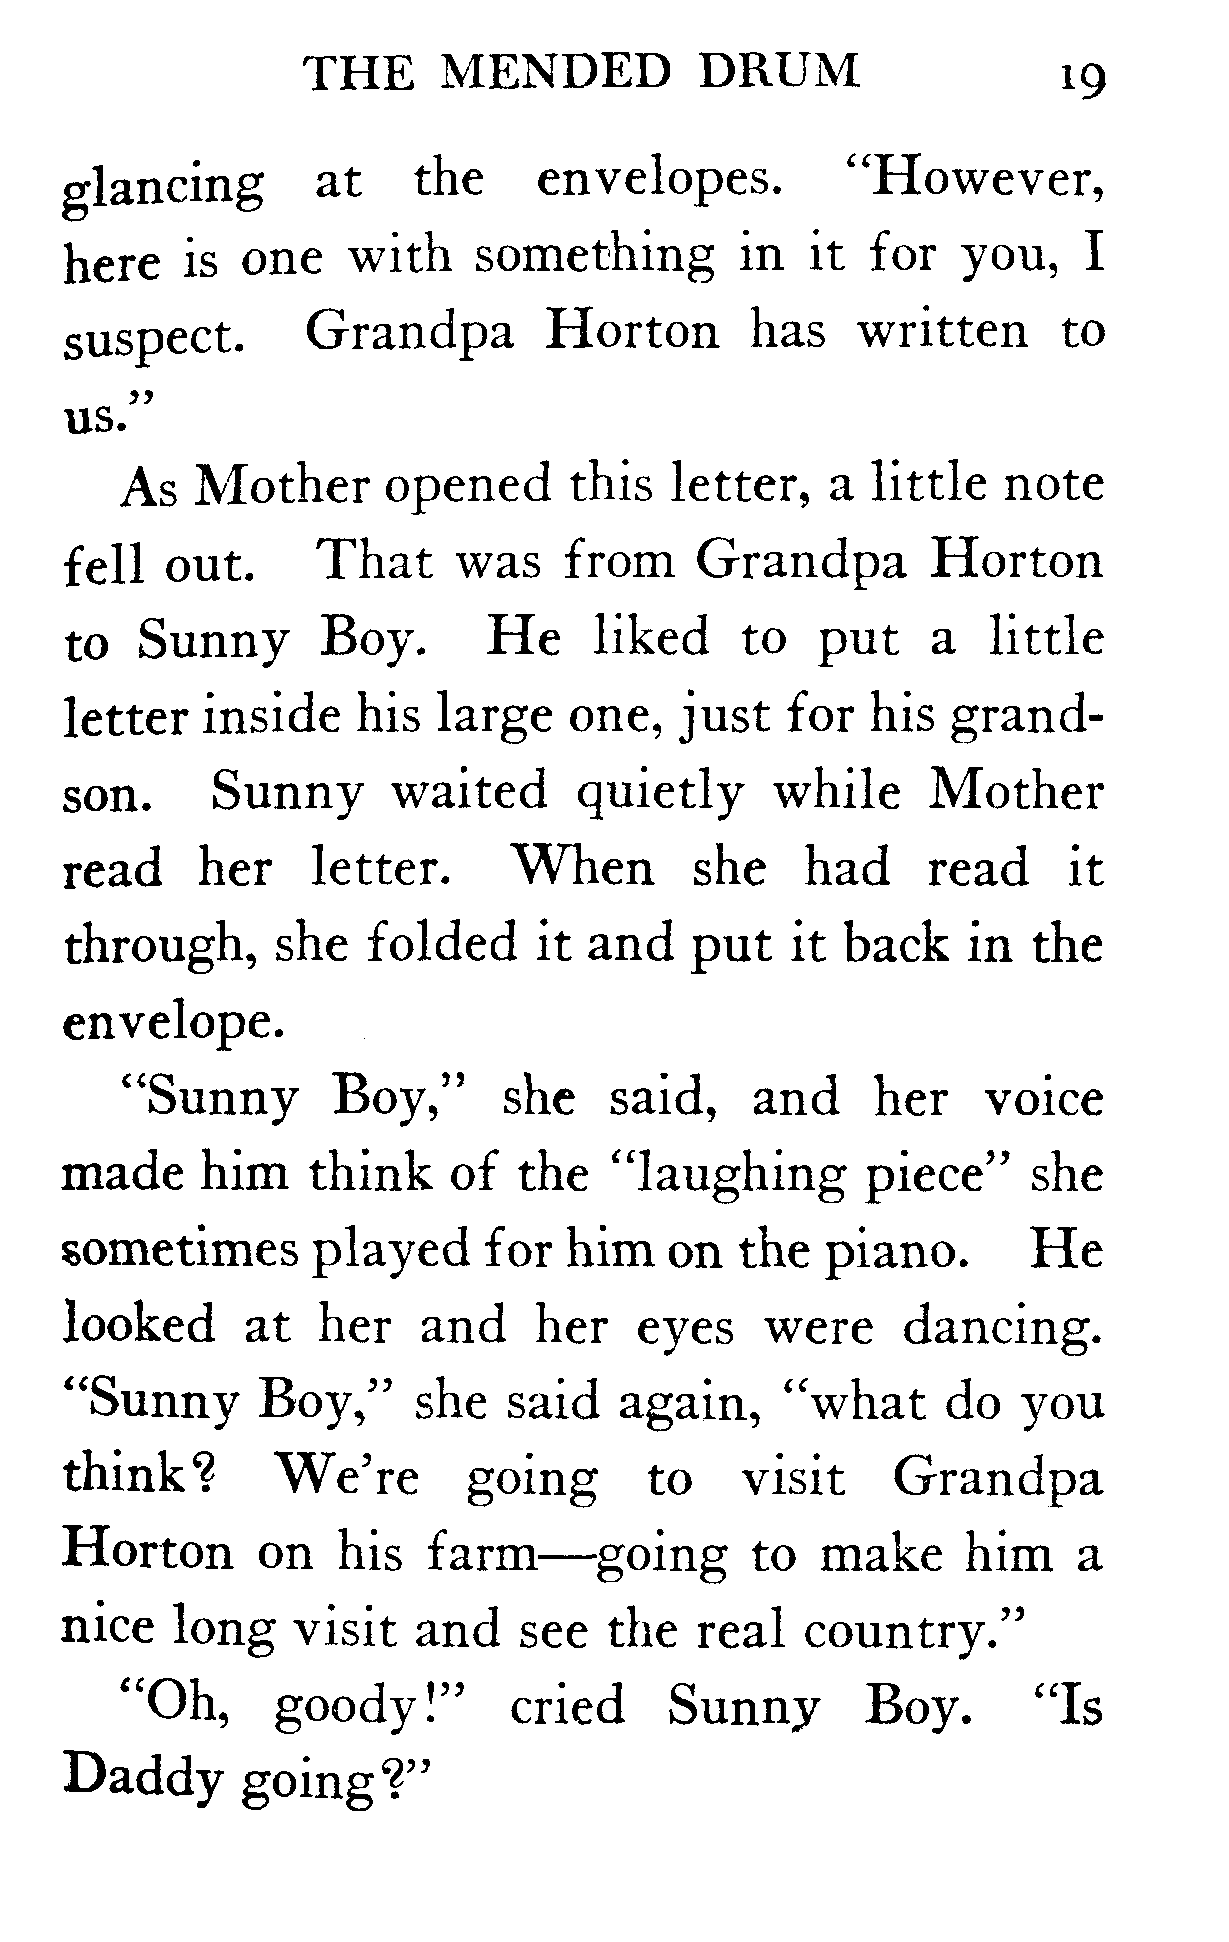 THE MENDED DRUM 19
glancing at the envelopes. "However,
here is one with something in it for you, I
suspect. Grandpa Horton has written to
us."
As Mother opened this letter, a little note
fell out. That was from Grandpa Horton
to Sunny Boy. He liked to put a little
letter inside his large one, just for his grand-
son. Sunny waited quietly while Mother
read her letter. When she had read it
through, she folded it and put it back in the
envelope.
"Sunny Boy," she said, and her voice
made him think of the "laughing piece" she
sometimes played for him on the piano. He
looked at her and her eyes were dancing.
"Sunny Boy," she said again, "what do you
think? We're going to visit Grandpa
Horton on his farm—going to make him a
nice long visit and see the real country."
"Oh, goody!" cried Sunny Boy. "Is
Daddy going?"